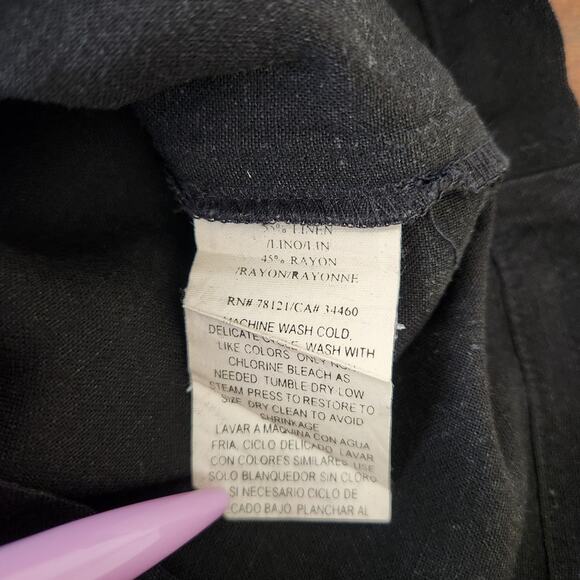 55% LINEN
/LINO/LIN
45% RAYON
/RAYON/RAYONNE
RN# 78121/CA# 34460
MACHINE WASH COLD,
DELICATE CYCLE. WASH WITH
LIKE COLORS. ONLY NON-
CHLORINE BLEACH AS
NEEDED. TUMBLE DRY LOW
STEAM PRESS TO RESTORE TO
SIZE. DRY CLEAN TO AVOID
SHRINKAGE
LAVAR A MAQUINA CON AGUA
FRIA. CICLO DELICADO. LAVAR
CON COLORES SIMILARES. USE
SOLO BLANQUEDOR SIN CLORO
SI NECESARIO CICLO DE
ECADO BAJO. PLANCHAR AL